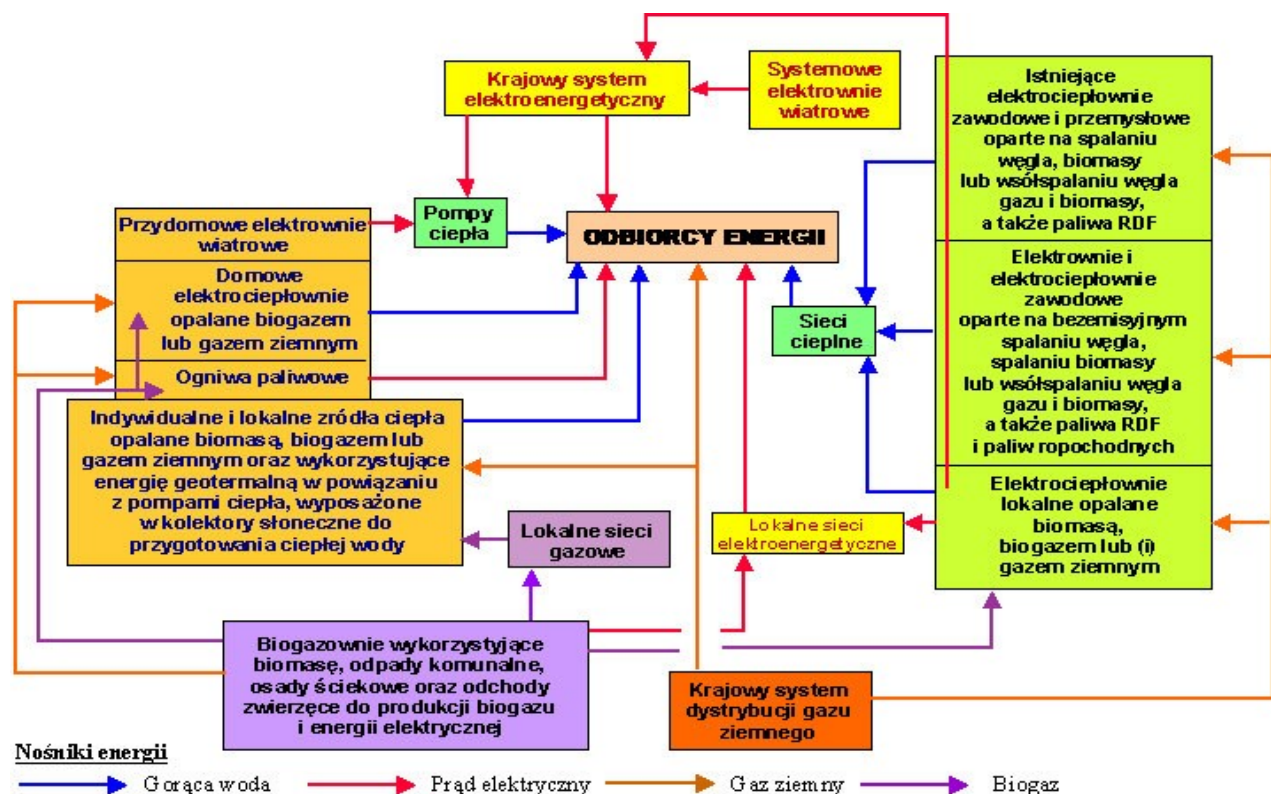 Krajowy system
elektroenergetyczny
Systemowe
elektrownie
wiatrowe
Istniejące
elektrociepłownie
zawodowe i przemysłowe
oparte na spalaniu
węgla, biomasy
lub wsółspalaniu węgla
gazu i biomasy,
a także paliwa RDF
Przydomowe elektrownie
wiatrowe
Pompy
ciepła
ODBIORCY ENERGII
Domowe
elektrociepłownie
opalane biogazem
lub gazem ziemnym
Ogniwa paliwowe
Sieci
cieplne
Elektrownie i
elektrociepłownie
zawodowe
oparte na bezemisyjnym
spalaniu węgla,
spalaniu biomasy
lub wsółspalaniu węgla
gazu i biomasy,
a także paliwa RDF
i paliw ropochodnych
Indywidualne i lokalne zródła ciepła
opalane biomasą, biogazem lub
gazem ziemnym oraz wykorzystujące
energię geotermalną w powiązaniu
z pompami ciepła, wyposażone
w kolektory słoneczne do
przygotowania ciepłej wody
Lokalne sieci
gazowe
Lokalne sieci
elektroenergetyczne
Elektrociepłownie
lokalne opalane
biomasą,
biogazem lub (i)
gazem ziemnym
Biogazownie wykorzystyjące
biomasę, odpady komunalne,
osady ściekowe oraz odchody
zwierzęce do produkcji biogazu
i energii elektrycznej
Krajowy system
dystrybucji gazu
ziemnego
Nośniki energii
Gorąca woda
Prąd elektryczny
Gaz ziemny
Biogaz